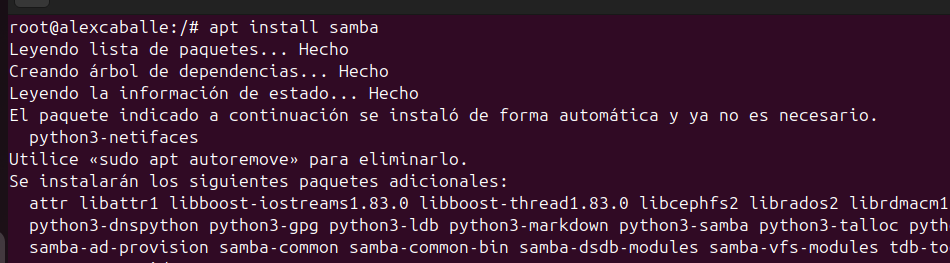 root@alexcaballe:/# apt install samba
Leyendo lista de paquetes... Hecho
Creando árbol de dependencias... Hecho
Leyendo la información de estado... Hecho
El paquete indicado a continuación se instaló de forma automática y ya no es necesario.
  python3-netifaces
Utilice «sudo apt autoremove» para eliminarlo.
Se instalarán los siguientes paquetes adicionales:
  attr libattr1 libboost-iostreams1.83.0 libboost-thread1.83.0 libcephfs2 librados2 librdmacm1
  python3-dnspython python3-gpg python3-ldb python3-markdown python3-samba python3-talloc pyth
  samba-ad-provision samba-common samba-common-bin samba-dsdb-modules samba-vfs-modules tdb-to